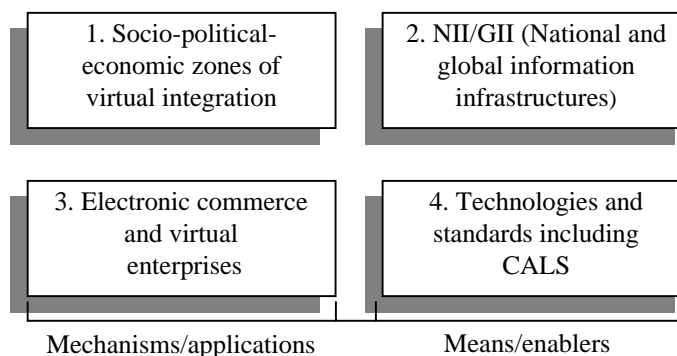 1. Socio-political-
economic zones of
virtual integration
2. NII/GII (National and
global information
infrastructures)
3. Electronic commerce
and virtual
enterprises
4. Technologies and
standards including
CALS
Mechanisms/applications
Means/enablers